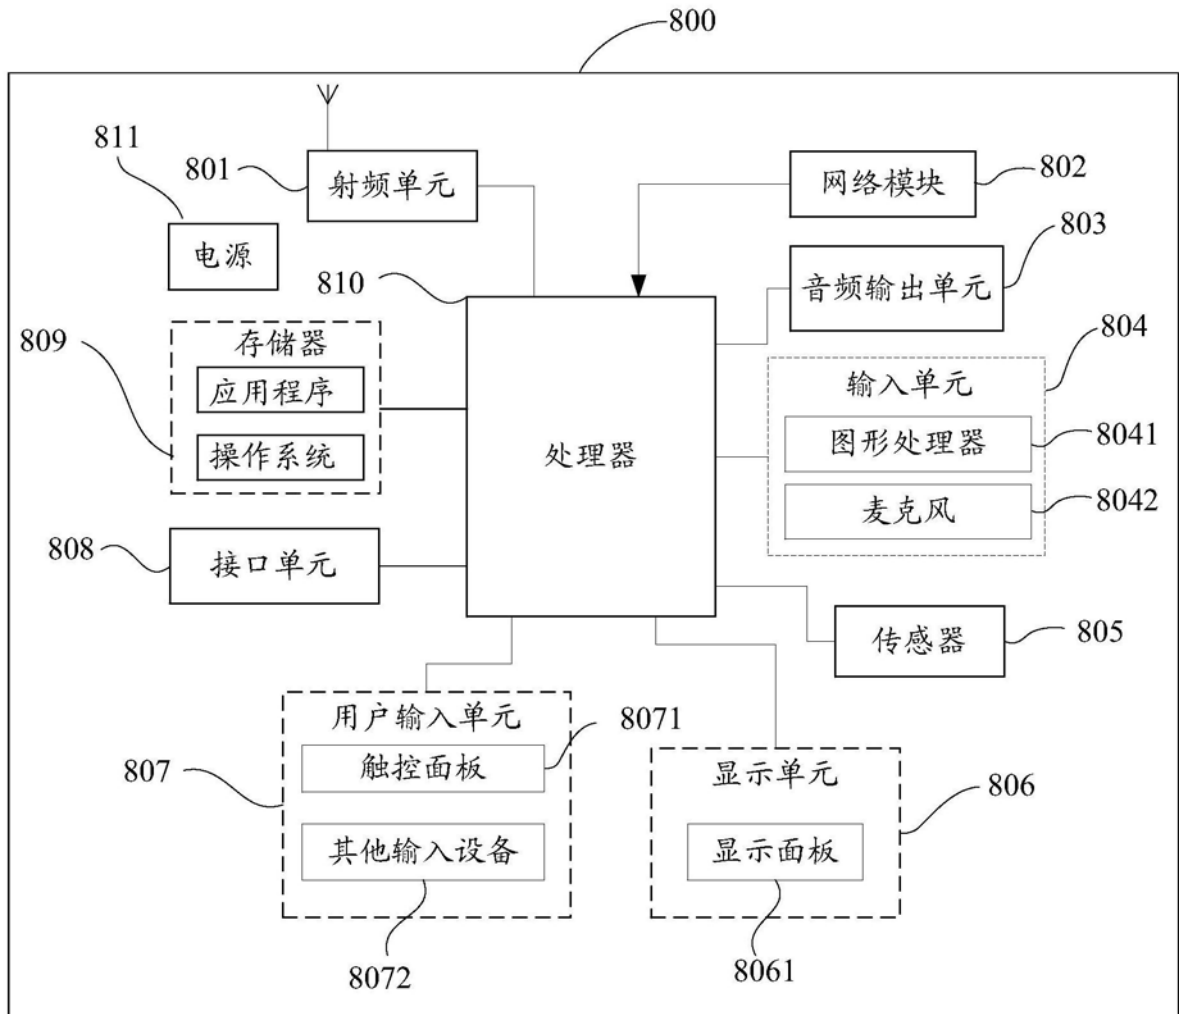 800
811
801
射频单元
网络模块
802
电源
803
音频输出单元
810
809
存储器
应用程序
操作系统
804
输入单元
图形处理器
8041
麦克风
8042
处理器
808
接口单元
传感器
805
用户输入单元
8071
触控面板
807
其他输入设备
8072
显示单元
806
显示面板
8061